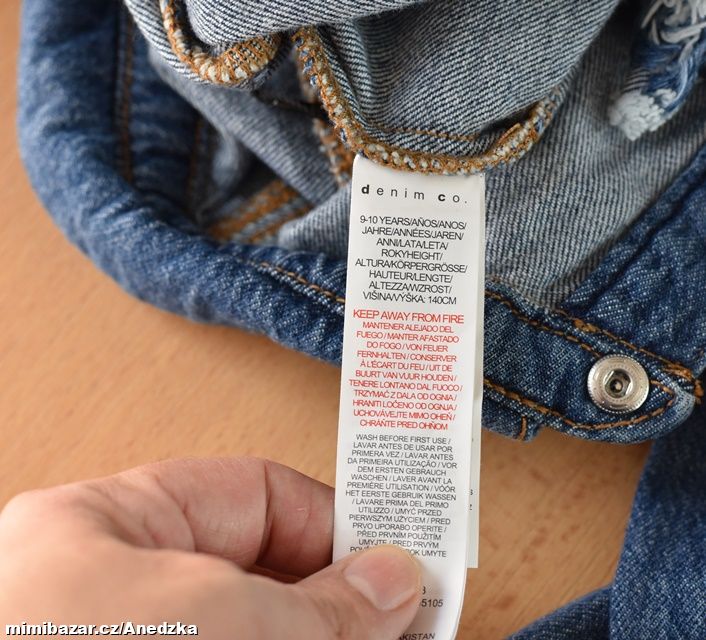 denim co.
9-10 YEARS/AÑOS/ANOS/
JAHRE/ANNÉES/JAREN/
ANNI/LATA/LETA/
ROKYHEIGHT/
ALTURA/KÖRPERGRÖSSE/
HAUTEUR/LENGTE/
ALTEZZA/WZROST/
VIŠINA/VÝŠKA: 140CM
KEEP AWAY FROM FIRE
MANTENER ALEJADO DEL
FUEGO / MANTER AFASTADO
DO FOGO / VON FEUER
FERNHALTEN / CONSERVER
À L'ÉCART DU FEU / UIT DE
BUURT VAN VUUR HOUDEN /
TENERE LONTANO DAL FUOCO /
TRZYMAĆ Z DALA OD OGNIA /
HRANITI LOČENO OD OGNJA /
UCHOVÁVEJTE MIMO OHEŇ /
CHRÁŇTE PRED OHŇOM
WASH BEFORE FIRST USE /
LAVAR ANTES DE USAR POR
PRIMERA VEZ / LAVAR ANTES
DA PRIMEIRA UTILIZAÇÃO / VOR
DEM ERSTEN GEBRAUCH
WASCHEN / LAVER AVANT LA
PREMIÈRE UTILISATION / VÓÓR
HET EERSTE GEBRUIK WASSEN
/ LAVARE PRIMA DEL PRIMO
UTILIZZO / UMYĆ PRZED
PIERWSZYM UŻYCIEM / PRED
PRVO UPORABO OPERITE /
PŘED PRVNÍM POUŽITÍM
UMYJTE / PRED PRVÝM
OK UMYTE
5105
AKISTAN
mimibazar.cz/Anedzka